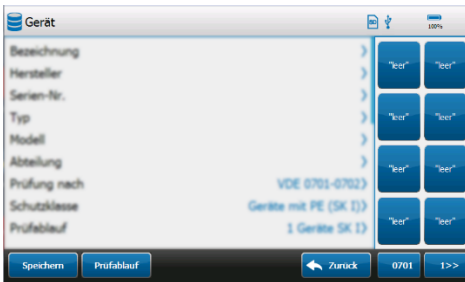 Gerät
100%
Bezeichnung
Hersteller
Serien-Nr.
Typ
Modell
Abteilung
Prüfung nach VDE 0701-0702
Schutzklasse Geräte mit PE (SK I)
Prüfablauf 1 Geräte SK I
"leer" "leer"
"leer" "leer"
"leer" "leer"
"leer" "leer"
Speichern Prüfablauf Zurück 0701 1>>